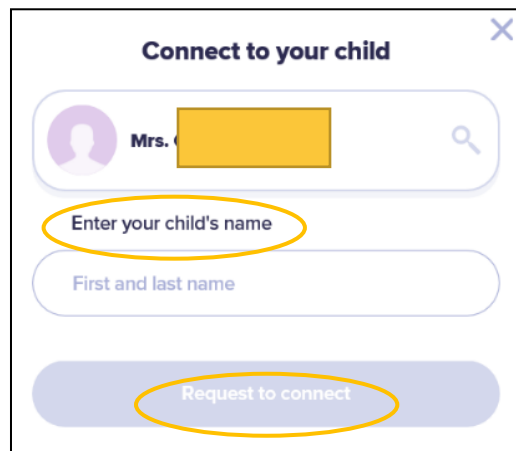 Connect to your child
Mrs.
Enter your child's name
First and last name
Request to connect